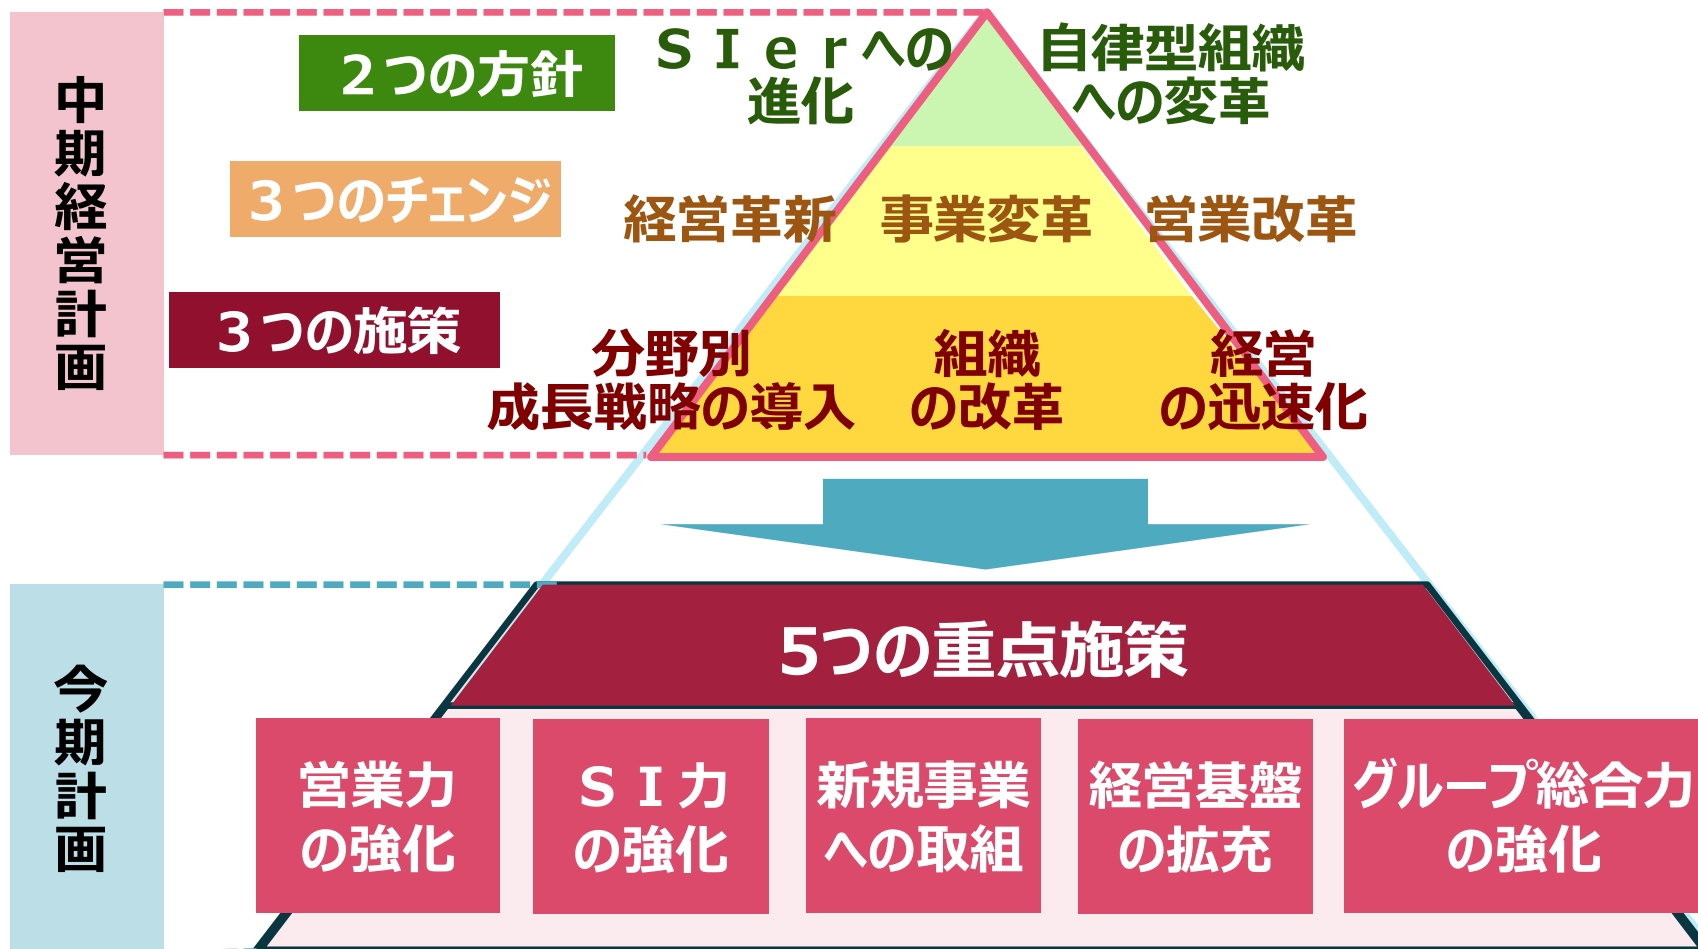 中期経営計画
２つの方針
ＳＩｅｒへの
進化
自律型組織
への変革
３つのチェンジ
経営革新
事業変革
営業改革
３つの施策
分野別
成長戦略の導入
組織
の改革
経営
の迅速化
今期計画
5つの重点施策
営業力
の強化
ＳＩ力
の強化
新規事業
への取組
経営基盤
の拡充
グループ総合力
の強化